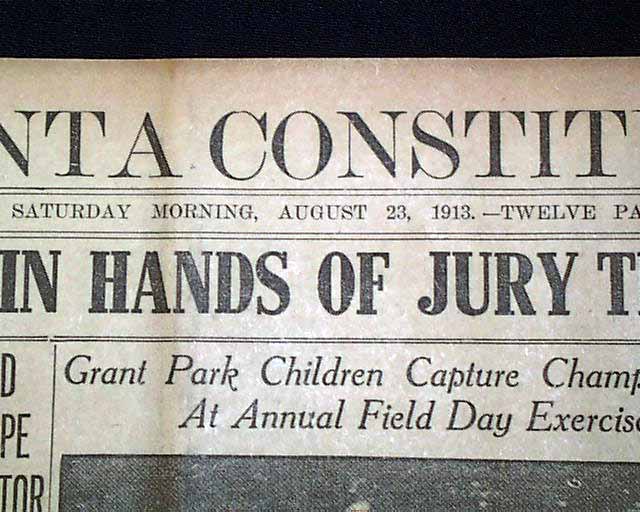 NTA CONSTIT
SATURDAY MORNING, AUGUST 23, 1913.—TWELVE PA
IN HANDS OF JURY T
Grant Park Children Capture Champ
At Annual Field Day Exercis
D
PE
TOR